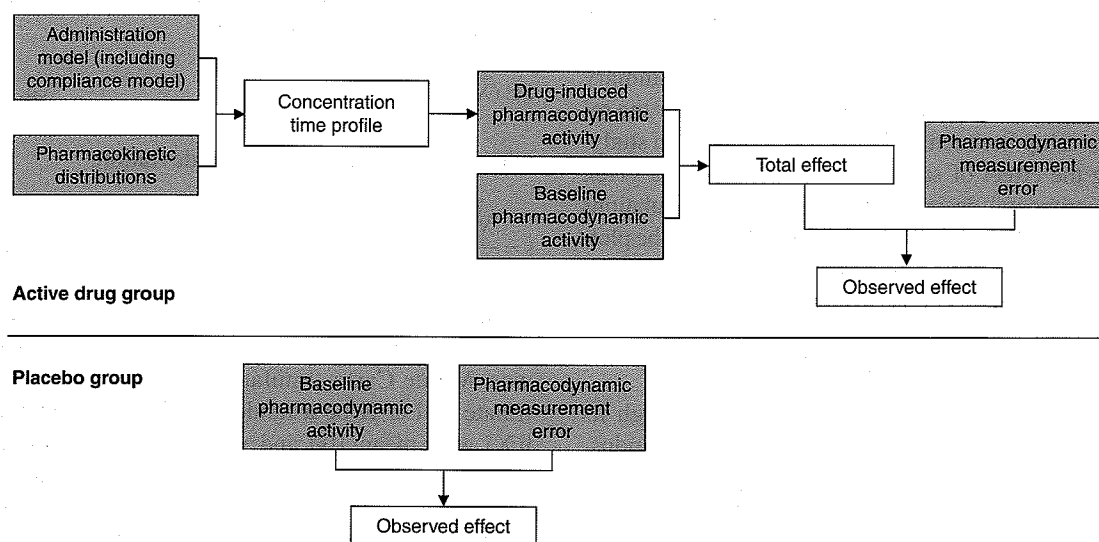 Administration
model (including
compliance model)
Pharmacokinetic
distributions
Concentration
time profile
Drug-induced
pharmacodynamic
activity
Baseline
pharmacodynamic
activity
Total effect
Pharmacodynamic
measurement
error
Observed effect
Active drug group
Placebo group
Baseline
pharmacodynamic
activity
Pharmacodynamic
measurement
error
Observed effect